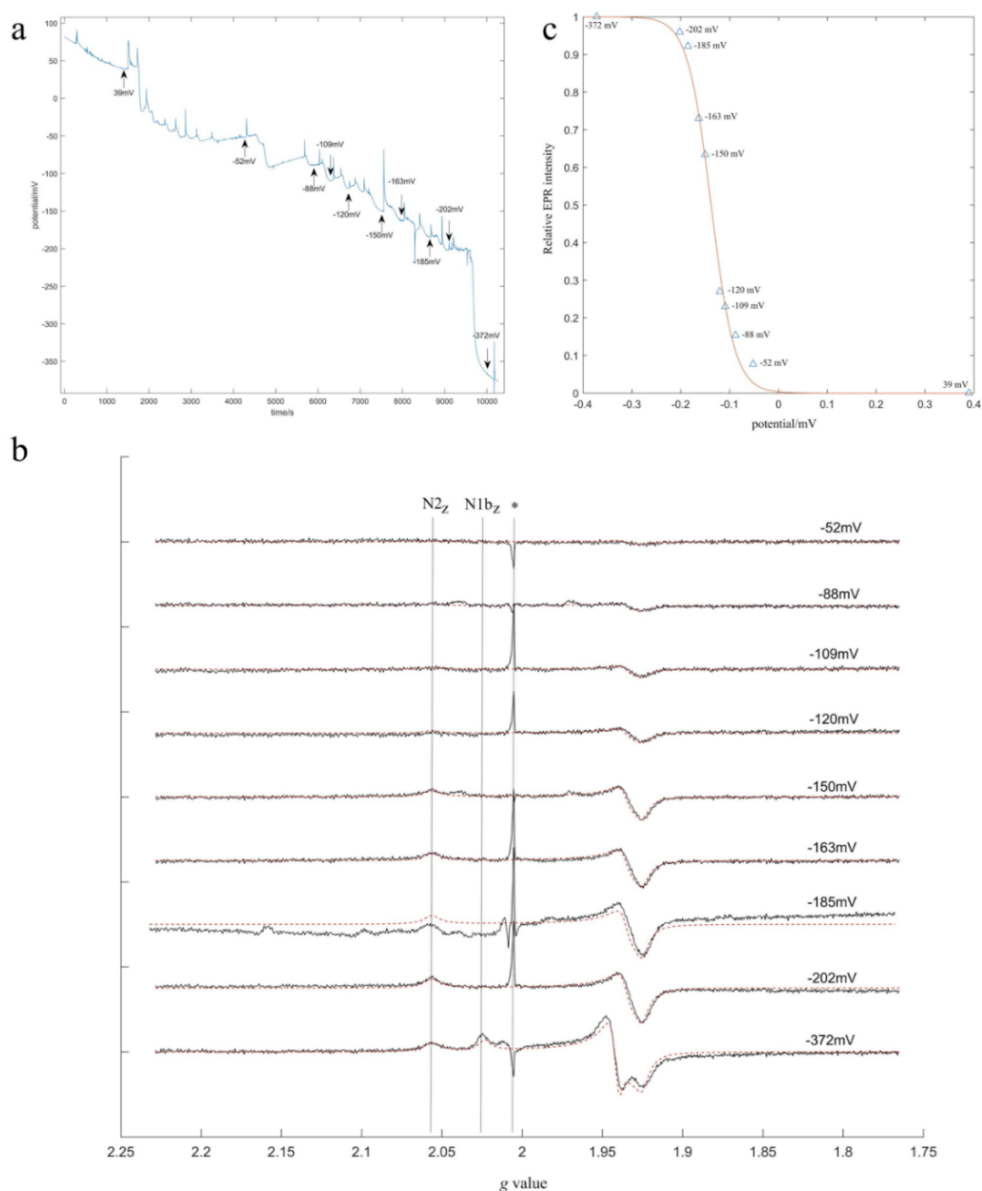 a
100
50
0
-50
-100
-150
-200
-250
-300
-350
potential/mV
39mV
-52mV
-88mV
-109mV
-120mV
-150mV
-163mV
-185mV
-202mV
-372mV
0
1000
2000
3000
4000
5000
6000
7000
8000
9000
10000
time/s
c
1
0.9
0.8
0.7
0.6
0.5
0.4
0.3
0.2
0.1
0
Relative EPR intensity
-372 mV
-202 mV
-185 mV
-163 mV
-150 mV
-120 mV
-109 mV
-88 mV
-52 mV
39 mV
-0.4
-0.3
-0.2
-0.1
0
0.1
0.2
0.3
0.4
potential/mV
b
N2z N1bz *
-52mV
-88mV
-109mV
-120mV
-150mV
-163mV
-185mV
-202mV
-372mV
2.25 2.2 2.15 2.1 2.05 2 1.95 1.9 1.85 1.8 1.75
g value